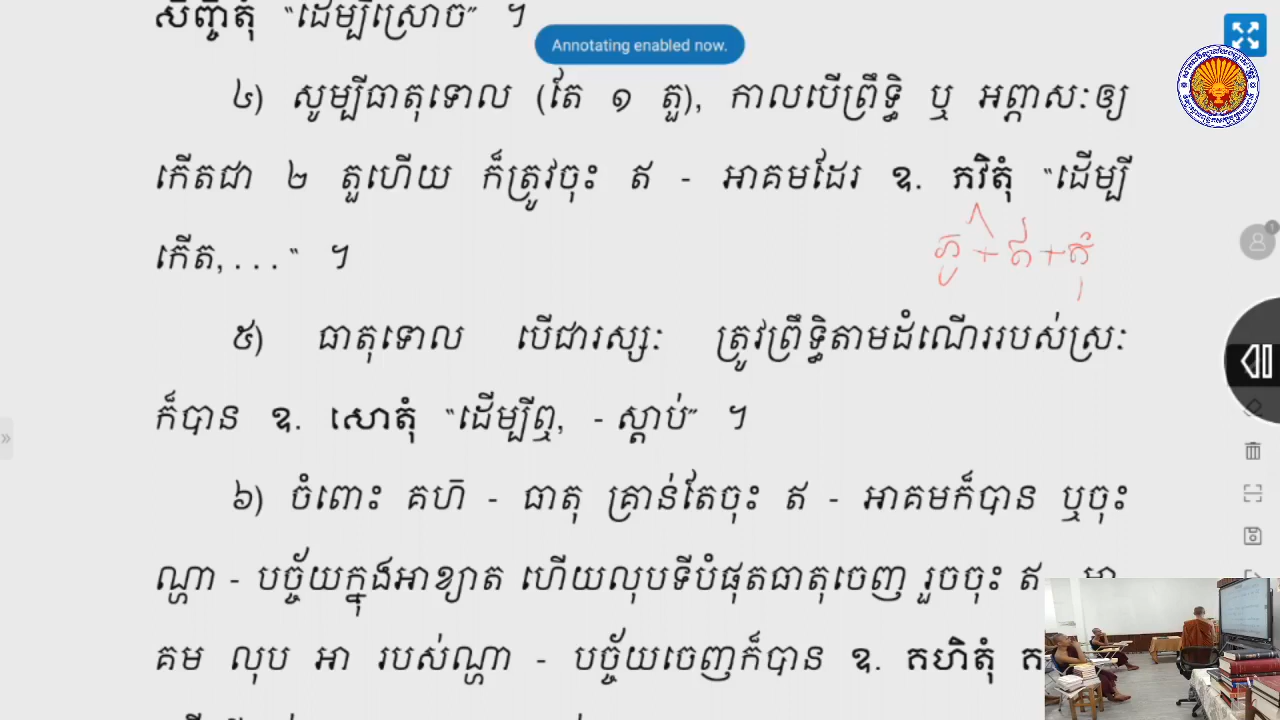 សិញ្ចិតុំ “ដើម្បីស្រោច” ។
Annotating enabled now.
៤) សូម្បីធាតុទោល (តែ ១ តួ), កាលបើព្រឹទ្ធិ ឬ អព្ភាសៈឲ្យ
កើតជា ២ តួហើយ ក៏ត្រូវចុះ ឥ - អាគមដែរ ឧ. ភវិតុំ “ដើម្បី
កើត, . . . “ ។
ភូ + ឥ + តុំ
៥) ធាតុទោល បើជារស្សៈ ត្រូវព្រឹទ្ធិតាមដំណើររបស់ស្រៈ
ក៏បាន ឧ. សោតុំ “ដើម្បីឮ, - ស្តាប់” ។
៦) ចំពោះ គហ៊ - ធាតុ គ្រាន់តែចុះ ឥ - អាគមក៏បាន ឬចុះ
ណ្ហា - បច្ច័យក្នុងអាខ្យាត ហើយលុបទីបំផុតធាតុចេញ រួចចុះ ឥ
គម លុប អា របស់ណ្ហា - បច្ច័យចេញក៏បាន ឧ. គហិតុំ គ